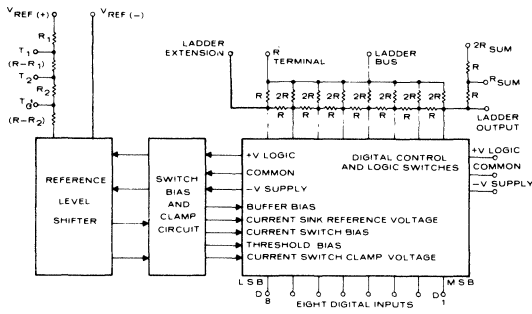 VREF (+)
VREF (-)
R1
T1
(R-R1)
T2
R2
T0
(R-R2)
LADDER
EXTENSION
R
TERMINAL
LADDER
BUS
2RSUM
R
RSUM
R
LADDER
OUTPUT
R 2R 2R 2R 2R 2R 2R 2R
R R R R R R R
REFERENCE
LEVEL
SHIFTER
SWITCH
BIAS
AND
CLAMP
CIRCUIT
+V LOGIC
COMMON
-V SUPPLY
BUFFER BIAS
CURRENT SINK REFERENCE VOLTAGE
CURRENT SWITCH BIAS
THRESHOLD BIAS
CURRENT SWITCH CLAMP VOLTAGE
DIGITAL CONTROL
AND LOGIC SWITCHES
+V LOGIC
COMMON
-V SUPPLY
LSB
MSB
D8
EIGHT DIGITAL INPUTS
D1